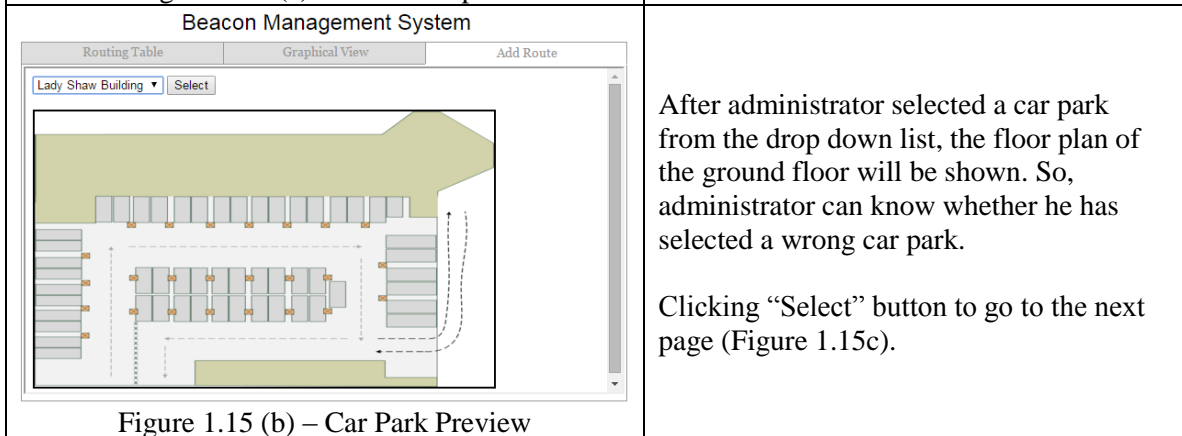 Beacon Management System
Routing Table Graphical View Add Route
Lady Shaw Building Select
Figure 1.15 (b) – Car Park Preview
After administrator selected a car park
from the drop down list, the floor plan of
the ground floor will be shown. So,
administrator can know whether he has
selected a wrong car park.
Clicking “Select” button to go to the next
page (Figure 1.15c).